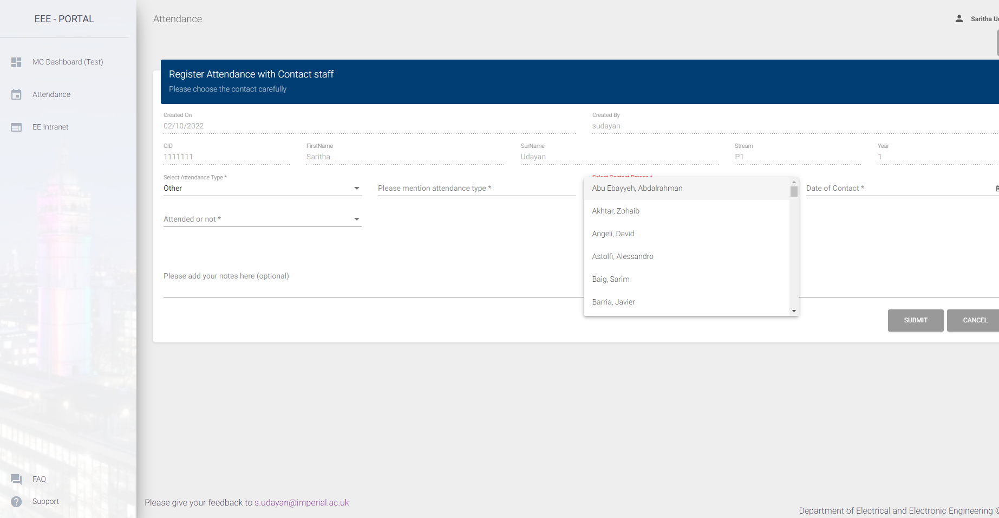 EEE - PORTAL
Attendance
Saritha
MC Dashboard (Test)
Attendance
EE Intranet
Register Attendance with Contact staff
Please choose the contact carefully
Created On
Created By
02/10/2022
sudayan
CID
FirstName
SurName
Stream
Year
1111111
Saritha
Udayan
P1
1
Select Attendance Type *
Select Contact Person *
Other
Please mention attendance type *
Abu Ebayyeh, Abdalrahman
Date of Contact *
Akhtar, Zohaib
Attended or not *
Angeli, David
Astolfi, Alessandro
Please add your notes here (optional)
Baig, Sarim
Barria, Javier
SUBMIT
CANCEL
FAQ
Support
Please give your feedback to s.udayan@imperial.ac.uk
Department of Electrical and Electronic Engineering ©